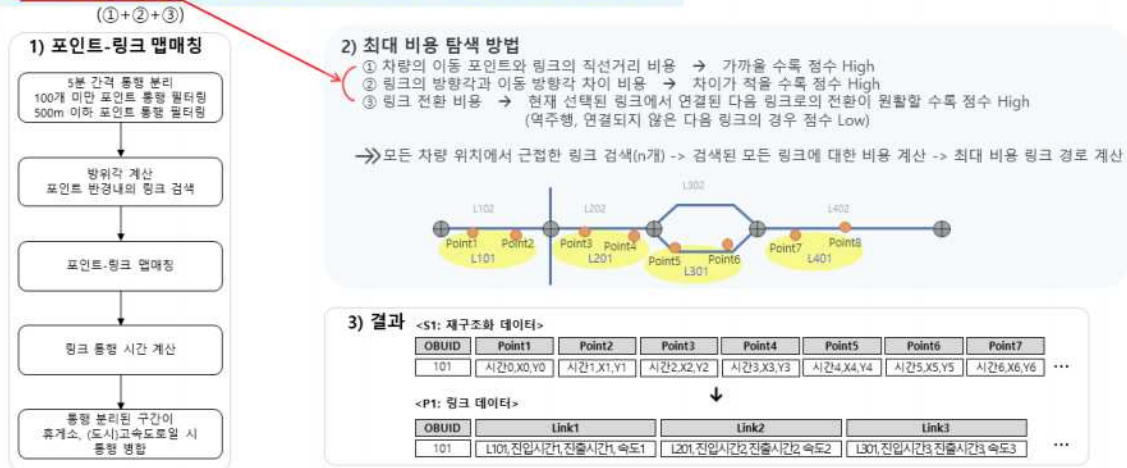 (①+②+③)
1) 포인트-링크 맵매칭
5분 간격 통행 분리
100개 미만 포인트 통행 필터링
500m 이하 포인트 통행 필터링
방위각 계산
포인트 반경내의 링크 검색
포인트-링크 맵매칭
링크 통행 시간 계산
통행 분리된 구간이
휴게소, (도시)고속도로일 시
통행 병합
2) 최대 비용 탐색 방법
① 차량의 이동 포인트와 링크의 직선거리 비용 → 가까울 수록 점수 High
② 링크의 방향각과 이동 방향각 차이 비용 → 차이가 적을 수록 점수 High
③ 링크 전환 비용 → 현재 선택된 링크에서 연결된 다음 링크로의 전환이 원활할 수록 점수 High
(역주행, 연결되지 않은 다음 링크의 경우 점수 Low)
→모든 차량 위치에서 근접한 링크 검색(n개) -> 검색된 모든 링크에 대한 비용 계산 -> 최대 비용 링크 경로 계산
L302
L102 L202 L402
Point1 Point2 Point3 Point4 Point5 Point6 Point7 Point8
L101 L201 L301 L401
3) 결과 <S1: 재구조화 데이터>
OBUID Point1 Point2 Point3 Point4 Point5 Point6 Point7
101 시간0,X0,Y0 시간1,X1,Y1 시간2,X2,Y2 시간3,X3,Y3 시간4,X4,Y4 시간5,X5,Y5 시간6,X6,Y6 ...
<P1: 링크 데이터>
OBUID Link1 Link2 Link3
101 L101,진입시간1,진출시간1,속도1 L201,진입시간2,진출시간2,속도2 L301,진입시간3,진출시간3,속도3 ...